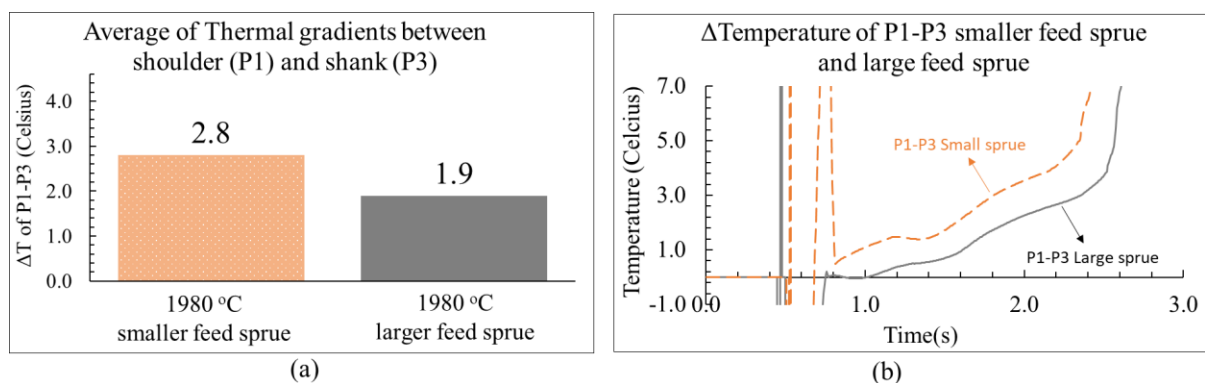 Average of Thermal gradients between
shoulder (P1) and shank (P3)
ΔT of P1-P3 (Celsius)
4.0
3.0
2.0
1.0
0.0
2.8
1.9
1980 °C
smaller feed sprue
1980 °C
larger feed sprue
(a)
ΔTemperature of P1-P3 smaller feed sprue
and large feed sprue
Temperature (Celcius)
7.0
5.0
3.0
1.0
-1.0
P1-P3 Small sprue
P1-P3 Large sprue
0.0
1.0
2.0
3.0
Time(s)
(b)